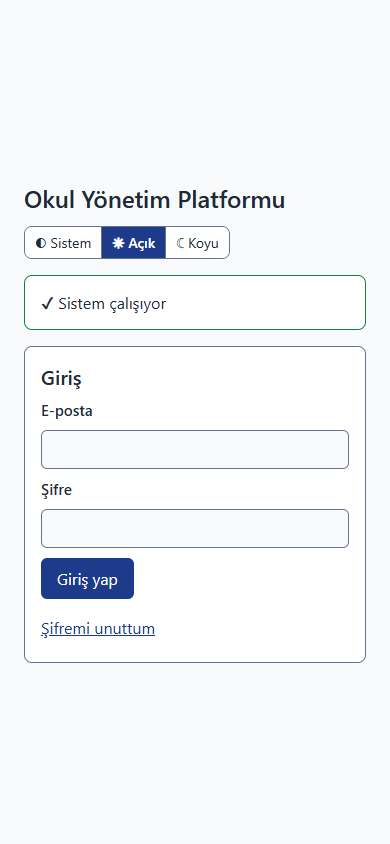 Okul Yönetim Platformu
◐ Sistem ☀ Açık ☾ Koyu
✔ Sistem çalışıyor
Giriş
E-posta
Şifre
Giriş yap
Şifremi unuttum